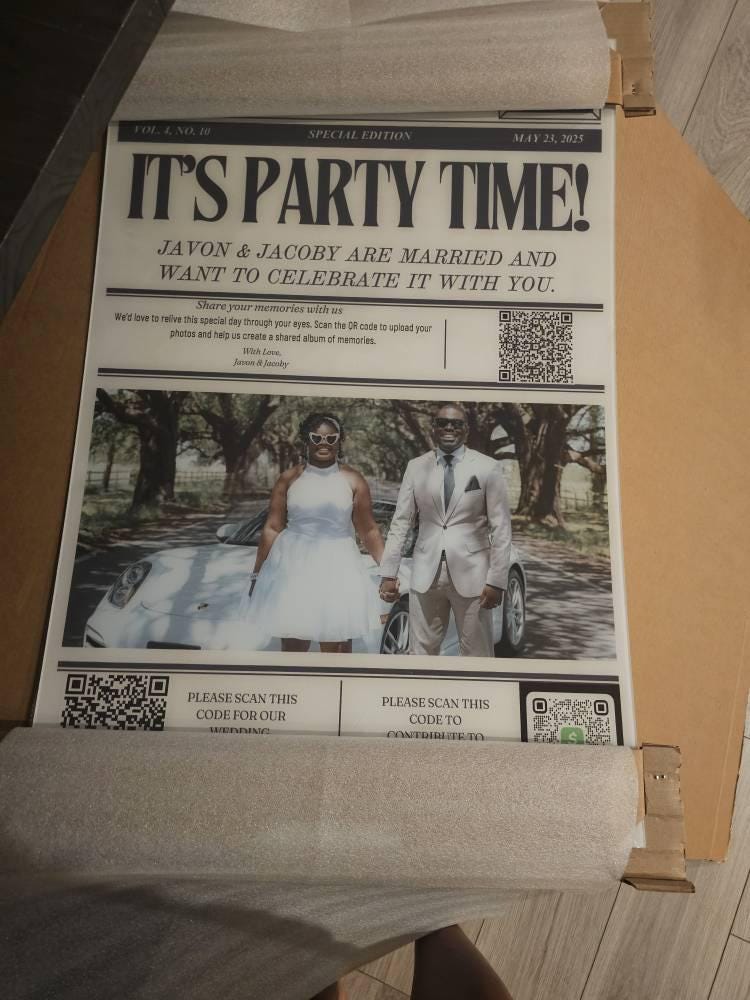 VOL. 4, NO. 10 SPECIAL EDITION MAY 23, 2025
IT'S PARTY TIME!
JAVON & JACOBY ARE MARRIED AND
WANT TO CELEBRATE IT WITH YOU.
Share your memories with us
We'd love to relive this special day through your eyes. Scan the QR code to upload your
photos and help us create a shared album of memories.
With Love,
Javon & Jacoby
PLEASE SCAN THIS
CODE FOR OUR
WEDDING
PLEASE SCAN THIS
CODE TO
CONTRIBUTE TO
$